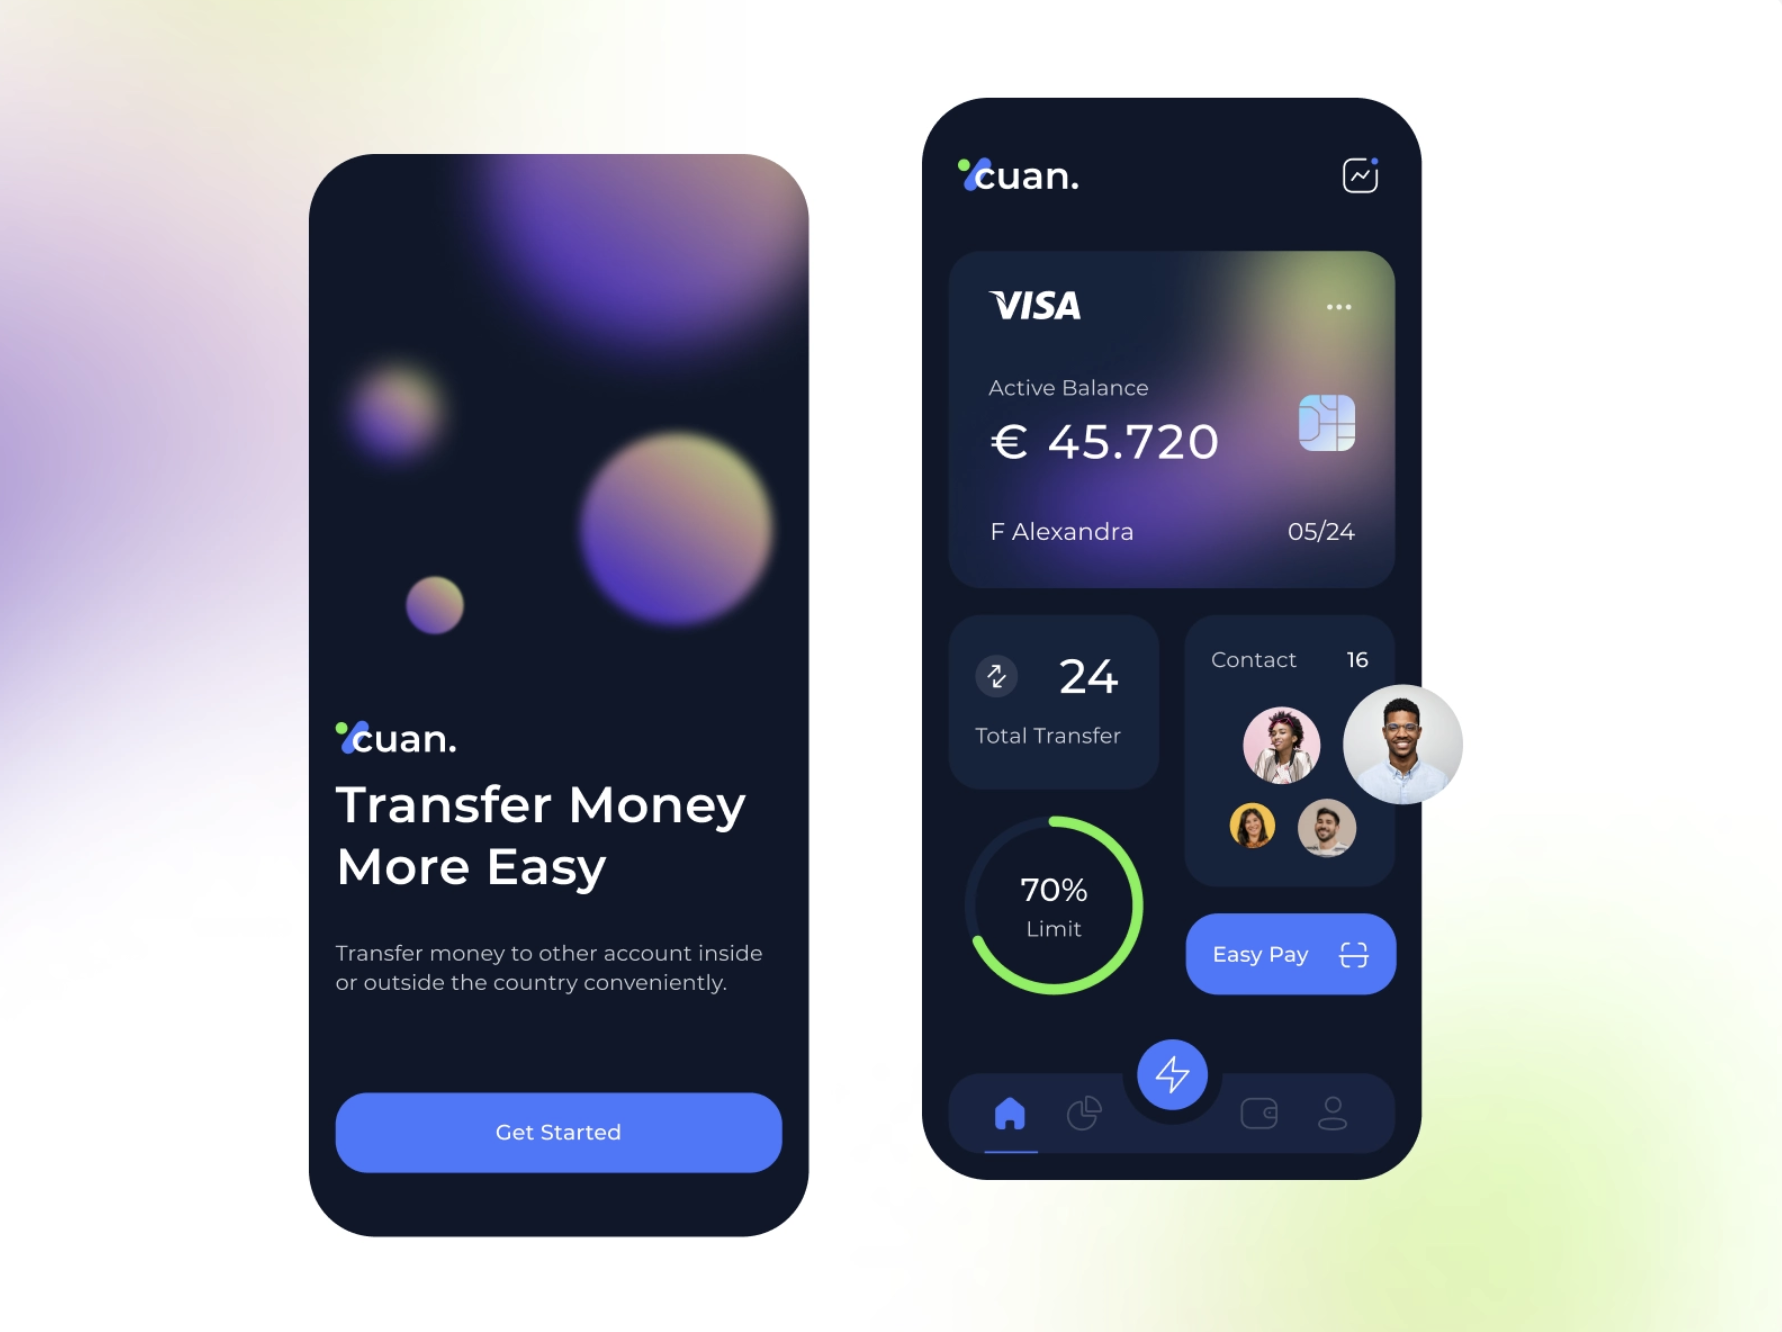 cuan.
Transfer Money
More Easy
Transfer money to other account inside
or outside the country conveniently.
Get Started
cuan.
VISA
Active Balance
€ 45.720
F Alexandra 05/24
24
Total Transfer
Contact 16
70%
Limit
Easy Pay